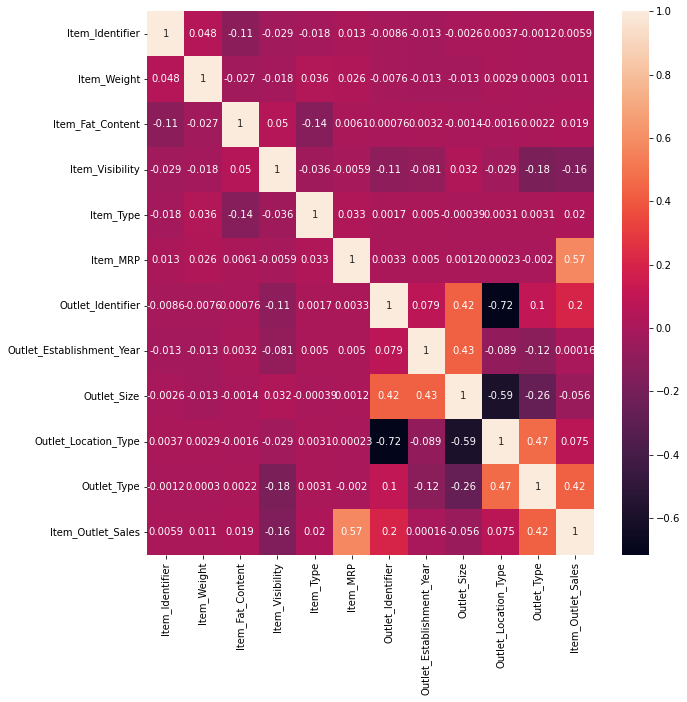 Item_Identifier 1 0.048 -0.11 -0.029 -0.018 0.013 -0.0086 -0.013 -0.0026 0.0037 -0.0012 0.0059
Item_Weight 0.048 1 -0.027 -0.018 0.036 0.026 -0.0076 -0.013 -0.013 0.0029 0.0003 0.011
Item_Fat_Content -0.11 -0.027 1 0.05 -0.14 0.0061 0.00076 0.0032 -0.0014 -0.0016 0.0022 0.019
Item_Visibility -0.029 -0.018 0.05 1 -0.036 -0.0059 -0.11 -0.081 0.032 -0.029 -0.18 -0.16
Item_Type -0.018 0.036 -0.14 -0.036 1 0.033 0.0017 0.005 -0.00039 0.0031 0.0031 0.02
Item_MRP 0.013 0.026 0.0061 -0.0059 0.033 1 0.0033 0.005 0.0012 0.00023 -0.002 0.57
Outlet_Identifier -0.0086 -0.0076 0.00076 -0.11 0.0017 0.0033 1 0.079 0.42 -0.72 0.1 0.2
Outlet_Establishment_Year -0.013 -0.013 0.0032 -0.081 0.005 0.005 0.079 1 0.43 -0.089 -0.12 0.00016
Outlet_Size -0.0026 -0.013 -0.0014 0.032 -0.00039 0.0012 0.42 0.43 1 -0.59 -0.26 -0.056
Outlet_Location_Type 0.0037 0.0029 -0.0016 -0.029 0.0031 0.00023 -0.72 -0.089 -0.59 1 0.47 0.075
Outlet_Type -0.0012 0.0003 0.0022 -0.18 0.0031 -0.002 0.1 -0.12 -0.26 0.47 1 0.42
Item_Outlet_Sales 0.0059 0.011 0.019 -0.16 0.02 0.57 0.2 0.00016 -0.056 0.075 0.42 1
Item_Identifier
Item_Weight
Item_Fat_Content
Item_Visibility
Item_Type
Item_MRP
Outlet_Identifier
Outlet_Establishment_Year
Outlet_Size
Outlet_Location_Type
Outlet_Type
Item_Outlet_Sales
1.0
0.8
0.6
0.4
0.2
0.0
−0.2
−0.4
−0.6